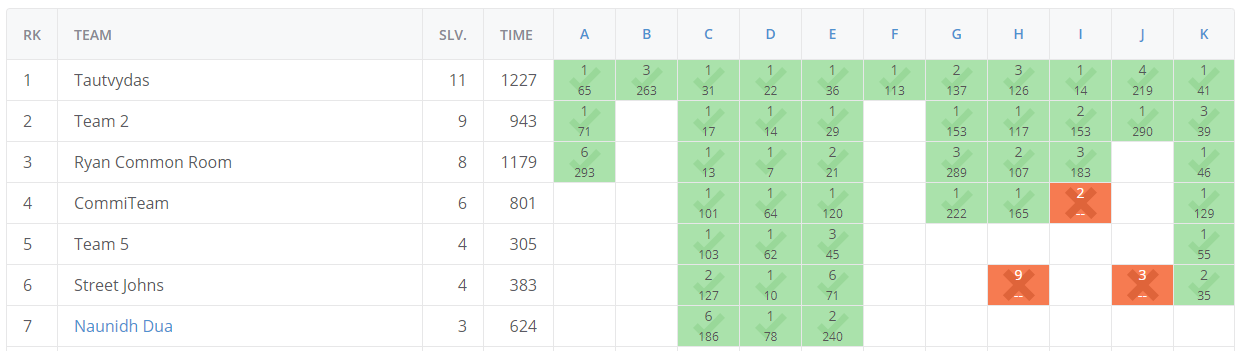 RK TEAM SLV. TIME A B C D E F G H I J K
1 Tautvydas 11 1227 1 65 3 263 1 31 1 22 1 36 1 113 2 137 3 126 1 14 4 219 1 41
2 Team 2 9 943 1 71 1 17 1 14 1 29 1 153 1 117 2 153 1 290 3 39
3 Ryan Common Room 8 1179 6 293 1 13 1 7 2 21 3 289 2 107 3 183 1 46
4 CommiTeam 6 801 1 101 1 64 1 120 1 222 1 165 2 -- 1 129
5 Team 5 4 305 1 103 1 62 3 45 1 55
6 Street Johns 4 383 2 127 1 10 6 71 9 -- 3 -- 2 35
7 Naunidh Dua 3 624 6 186 1 78 2 240